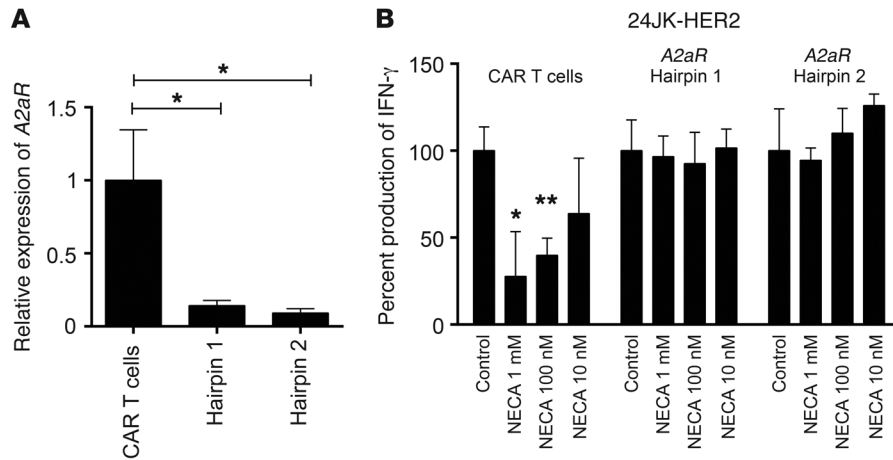 A
Relative expression of A2aR
1.5
1
0.5
0
*
*
CAR T cells
Hairpin 1
Hairpin 2
B
24JK-HER2
Percent production of IFN-γ
150
100
50
0
CAR T cells
A2aR
Hairpin 1
A2aR
Hairpin 2
*
**
Control
NECA 1 mM
NECA 100 nM
NECA 10 nM
Control
NECA 1 mM
NECA 100 nM
NECA 10 nM
Control
NECA 1 mM
NECA 100 nM
NECA 10 nM